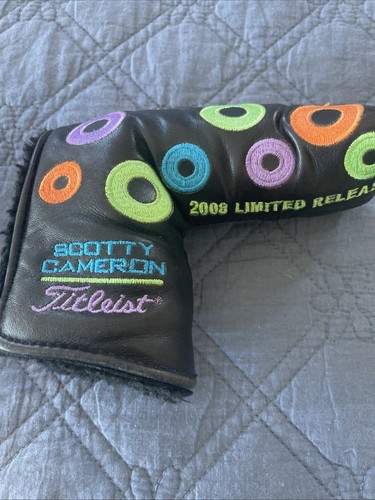 2008 LIMITED RELEAS
SCOTTY
CAMERON
Titleist®